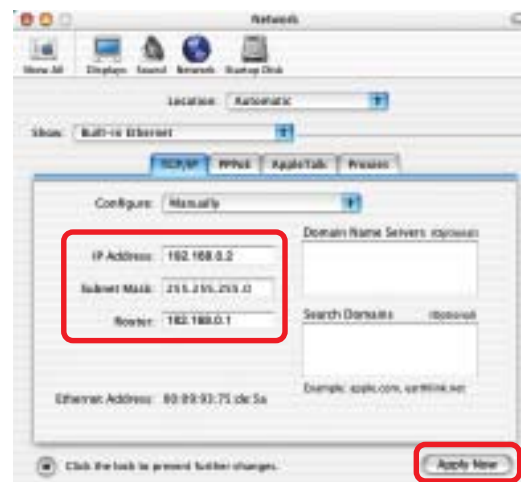 Network
Show All Displays Sound Network Startup Disk
Location: Automatic
Show: Built-in Ethernet
TCP/IP PPPoE AppleTalk Proxies
Configure: Manually
Domain Name Servers (Optional)
IP Address: 192.168.0.2
Subnet Mask: 255.255.255.0
Router: 192.168.0.1
Search Domains (Optional)
Example: apple.com, earthlink.net
Ethernet Address:
Click the lock to prevent further changes.
Apply Now